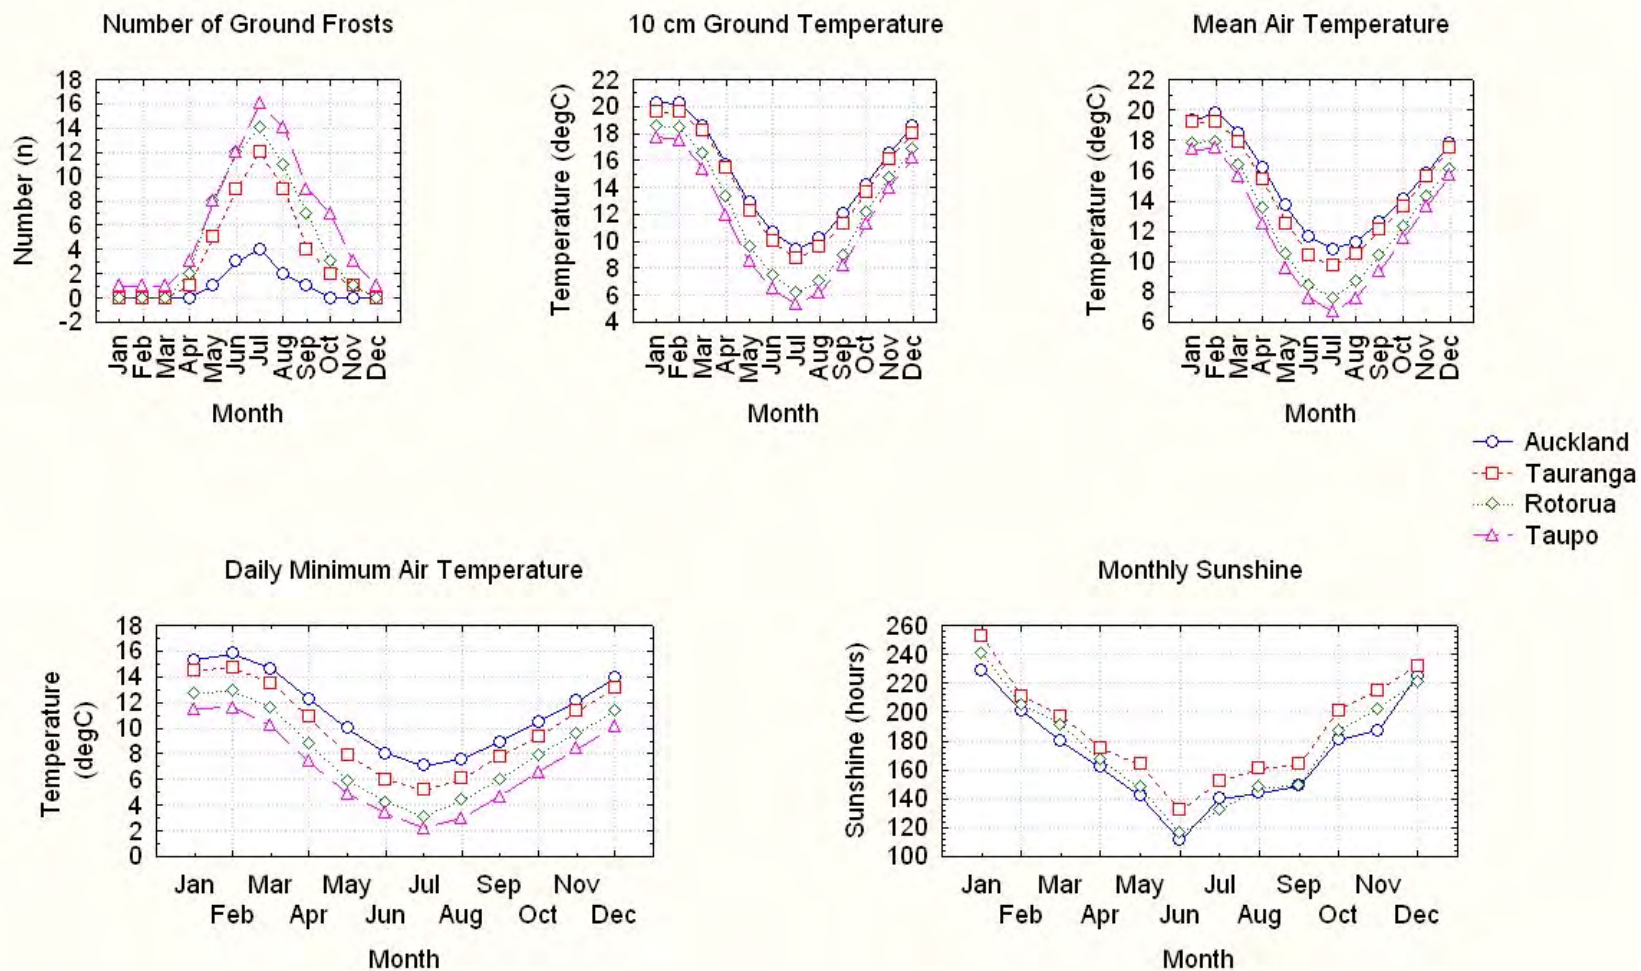 Number of Ground Frosts
18
16
14
12
10
8
6
4
2
0
-2
Number (n)
Jan
Feb
Mar
Apr
May
Jun
Jul
Aug
Sep
Oct
Nov
Dec
Month
10 cm Ground Temperature
22
20
18
16
14
12
10
8
6
4
Temperature (degC)
Jan
Feb
Mar
Apr
May
Jun
Jul
Aug
Sep
Oct
Nov
Dec
Month
Mean Air Temperature
22
20
18
16
14
12
10
8
6
Temperature (degC)
Jan
Feb
Mar
Apr
May
Jun
Jul
Aug
Sep
Oct
Nov
Dec
Month
Auckland
Tauranga
Rotorua
Taupo
Daily Minimum Air Temperature
18
16
14
12
10
8
6
4
2
0
Temperature
(degC)
Jan Mar May Jul Sep Nov
Feb Apr Jun Aug Oct Dec
Month
Monthly Sunshine
260
240
220
200
180
160
140
120
100
Sunshine (hours)
Jan Mar May Jul Sep Nov
Feb Apr Jun Aug Oct Dec
Month